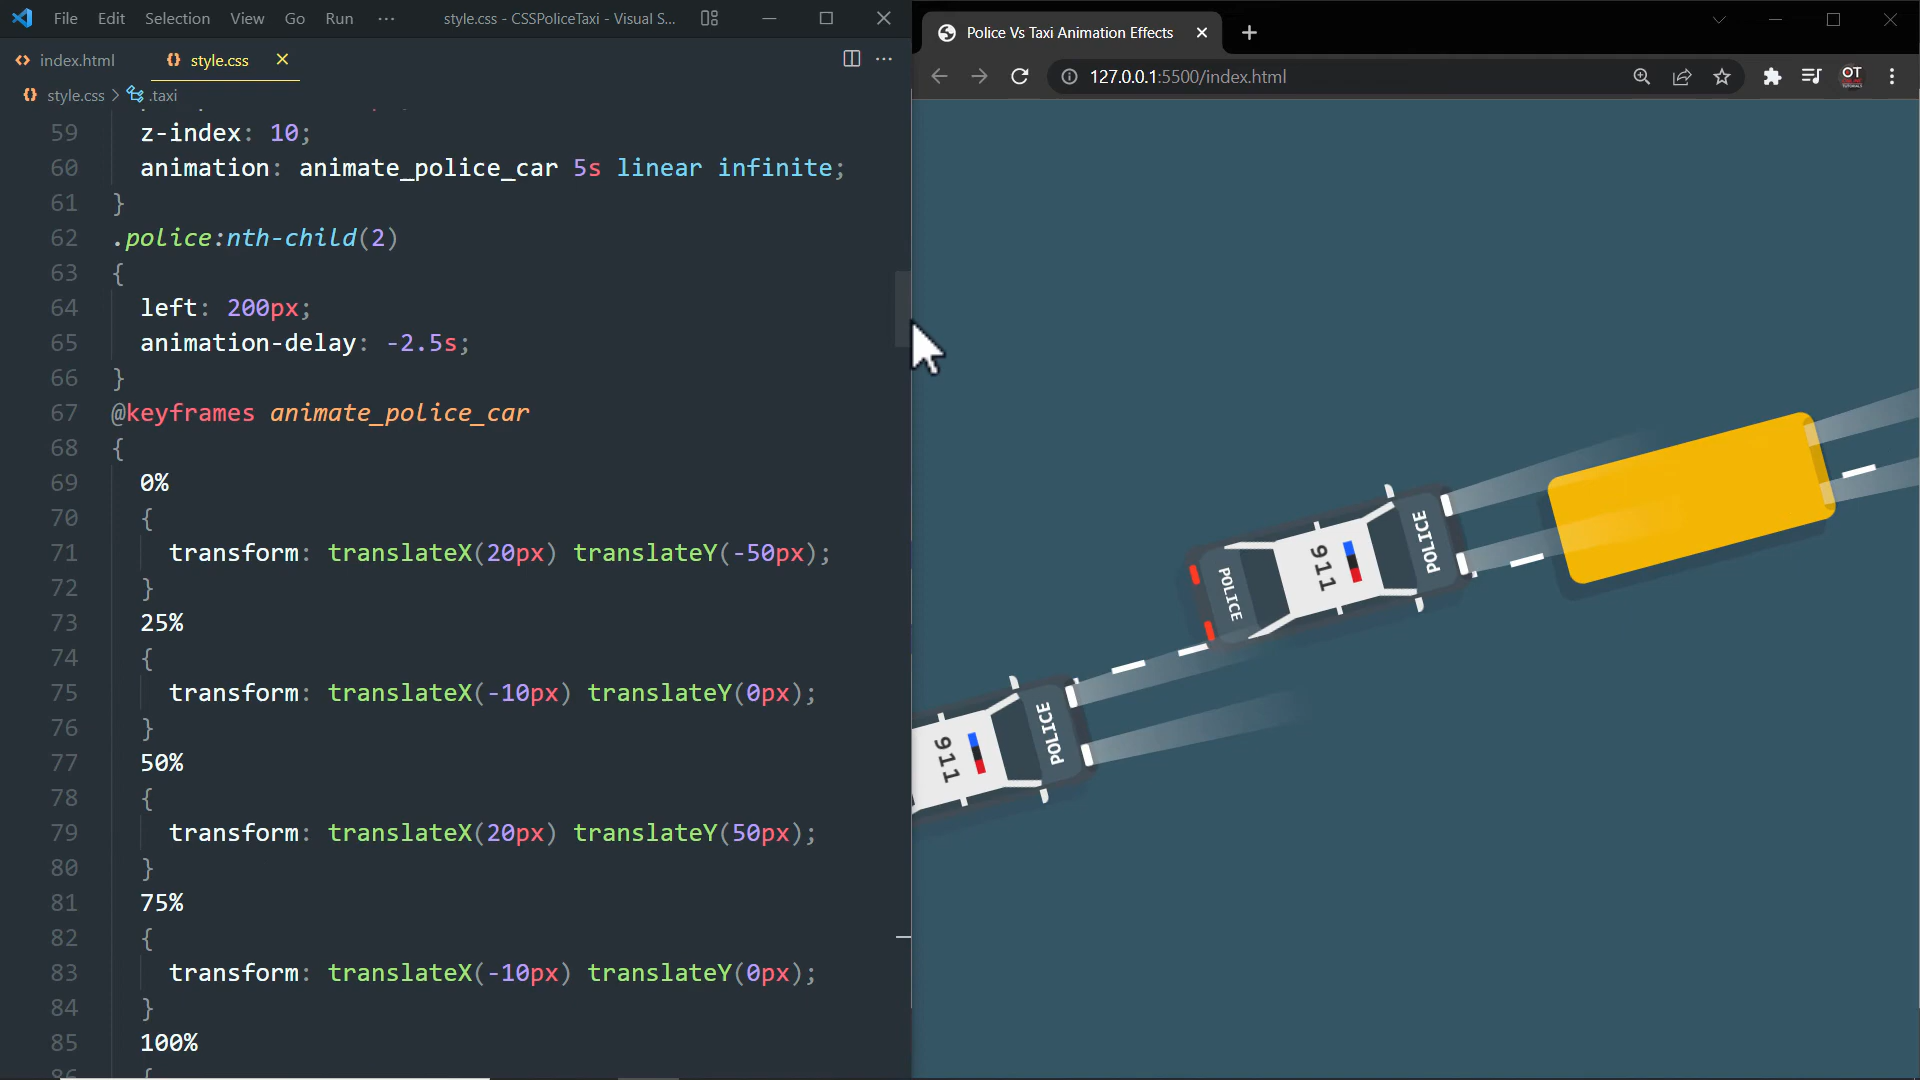 File Edit Selection View Go Run ··· style.css - CSSPoliceTaxi - Visual S...
index.html style.css
style.css > .taxi
59 z-index: 10;
60 animation: animate_police_car 5s linear infinite;
61 }
62 .police:nth-child(2)
63 {
64 left: 200px;
65 animation-delay: -2.5s;
66 }
67 @keyframes animate_police_car
68 {
69 0%
70 {
71 transform: translateX(20px) translateY(-50px);
72 }
73 25%
74 {
75 transform: translateX(-10px) translateY(0px);
76 }
77 50%
78 {
79 transform: translateX(20px) translateY(50px);
80 }
81 75%
82 {
83 transform: translateX(-10px) translateY(0px);
84 }
85 100%
86 {
Police Vs Taxi Animation Effects
127.0.0.1:5500/index.html
OT
POLICE
911
POLICE
911
POLICE